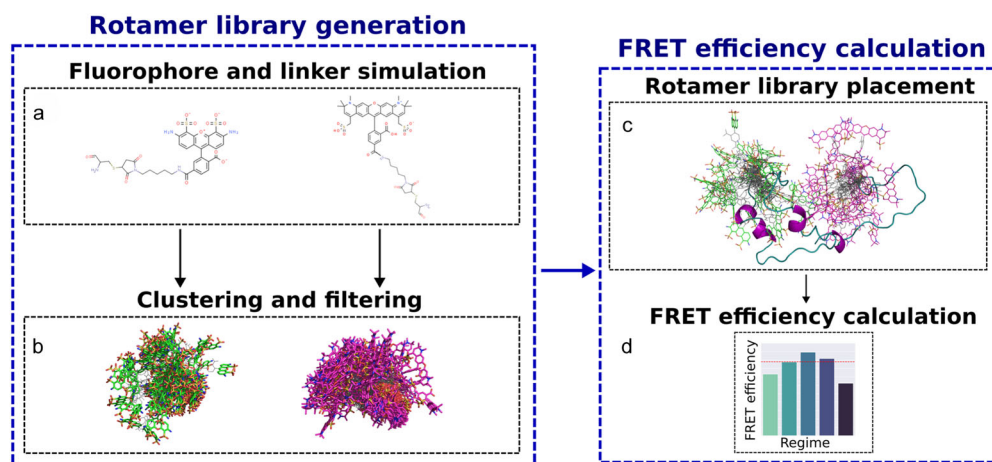 Rotamer library generation
Fluorophore and linker simulation
a
Clustering and filtering
b
FRET efficiency calculation
Rotamer library placement
c
FRET efficiency calculation
d
FRET efficiency
Regime